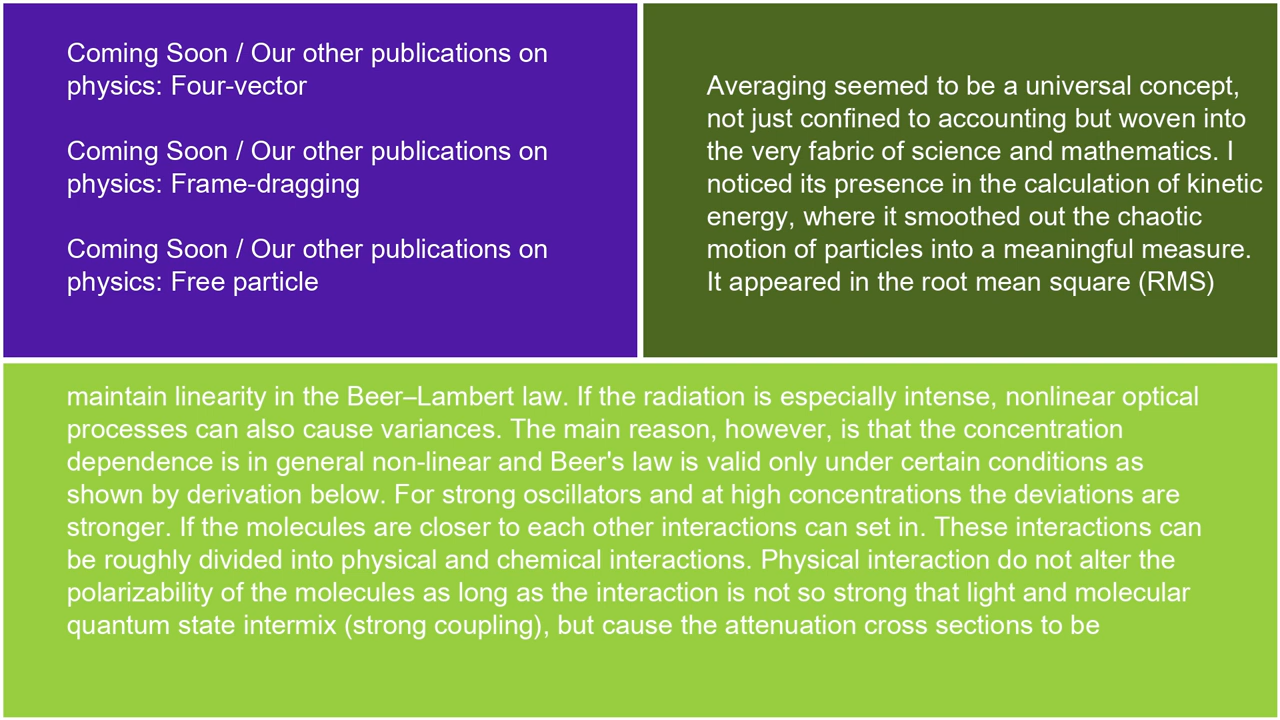 Coming Soon / Our other publications on
physics: Four-vector
Coming Soon / Our other publications on
physics: Frame-dragging
Coming Soon / Our other publications on
physics: Free particle
Averaging seemed to be a universal concept,
not just confined to accounting but woven into
the very fabric of science and mathematics. I
noticed its presence in the calculation of kinetic
energy, where it smoothed out the chaotic
motion of particles into a meaningful measure.
It appeared in the root mean square (RMS)
maintain linearity in the Beer–Lambert law. If the radiation is especially intense, nonlinear optical
processes can also cause variances. The main reason, however, is that the concentration
dependence is in general non-linear and Beer's law is valid only under certain conditions as
shown by derivation below. For strong oscillators and at high concentrations the deviations are
stronger. If the molecules are closer to each other interactions can set in. These interactions can
be roughly divided into physical and chemical interactions. Physical interaction do not alter the
polarizability of the molecules as long as the interaction is not so strong that light and molecular
quantum state intermix (strong coupling), but cause the attenuation cross sections to be